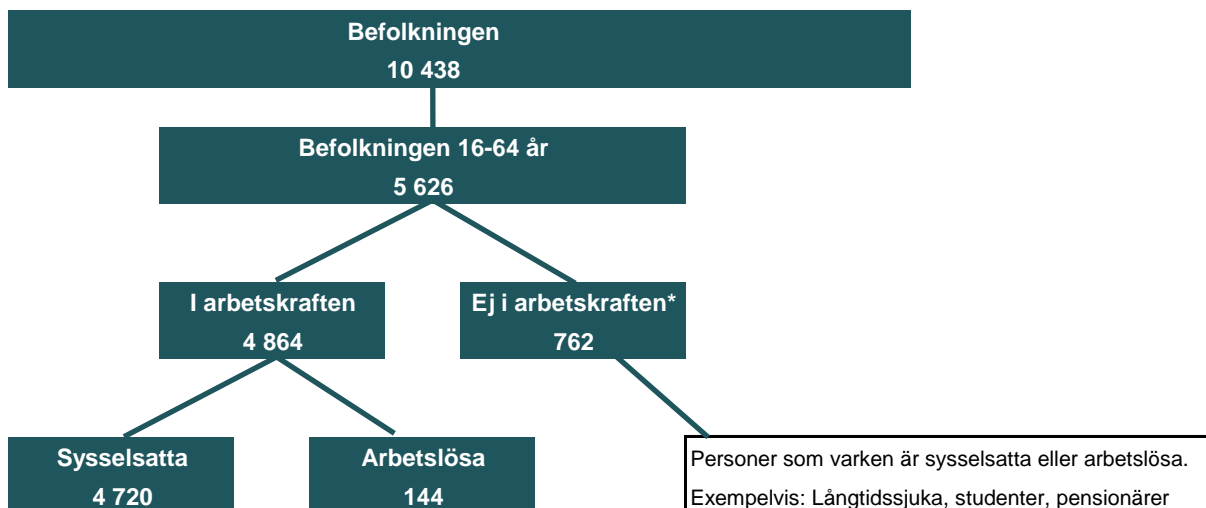 Befolkningen
10 438
Befolkningen 16-64 år
5 626
I arbetskraften
4 864
Ej i arbetskraften*
762
Sysselsatta
4 720
Arbetslösa
144
Personer som varken är sysselsatta eller arbetslösa.
Exempelvis: Långtidssjuka, studenter, pensionärer